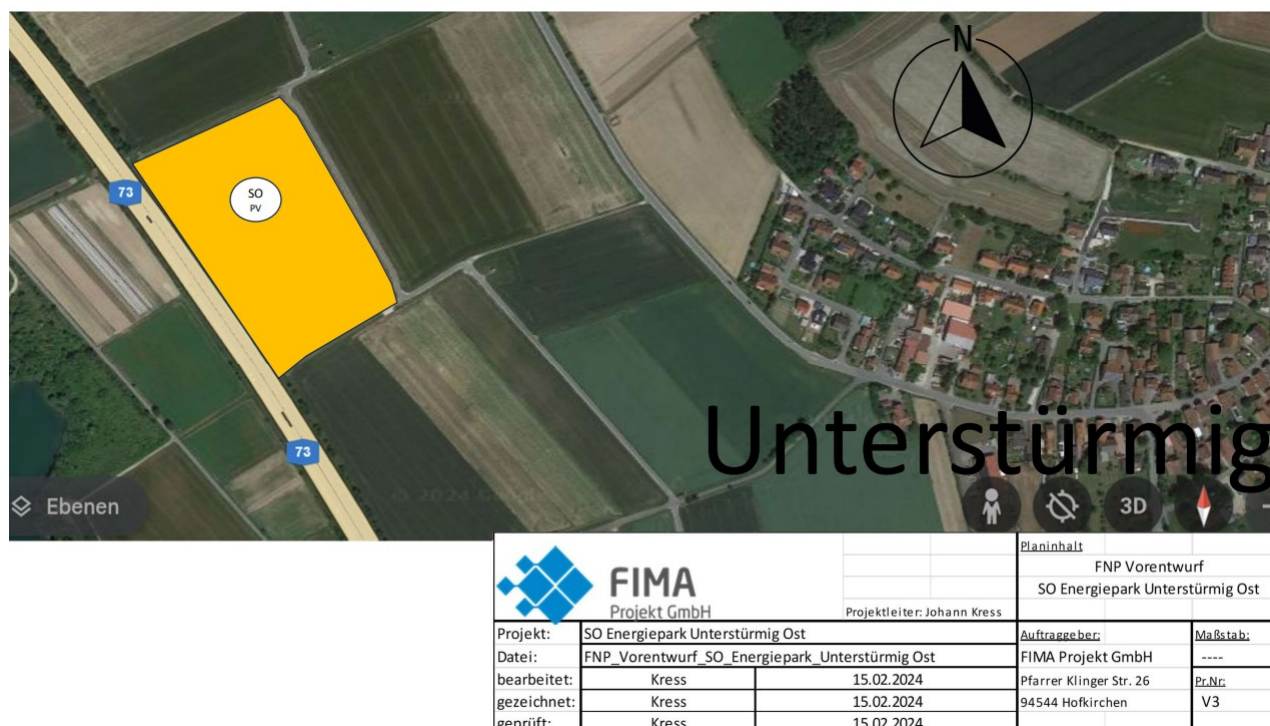 N
73
SO
PV
73
Unterstürmig
© 2024
Ebenen
3D
FIMA
Projekt GmbH
Projektleiter: Johann Kress
Planinhalt
FNP Vorentwurf
SO Energiepark Unterstürmig Ost
Projekt: SO Energiepark Unterstürmig Ost
Datei: FNP_Vorentwurf_SO_Energiepark_Unterstürmig Ost
bearbeitet: Kress 15.02.2024
gezeichnet: Kress 15.02.2024
geprüft: Kress 15.02.2024
Auftraggeber:
FIMA Projekt GmbH
Pfarrer Klinger Str. 26
94544 Hofkirchen
Maßstab:
----
Pr.Nr:
V3